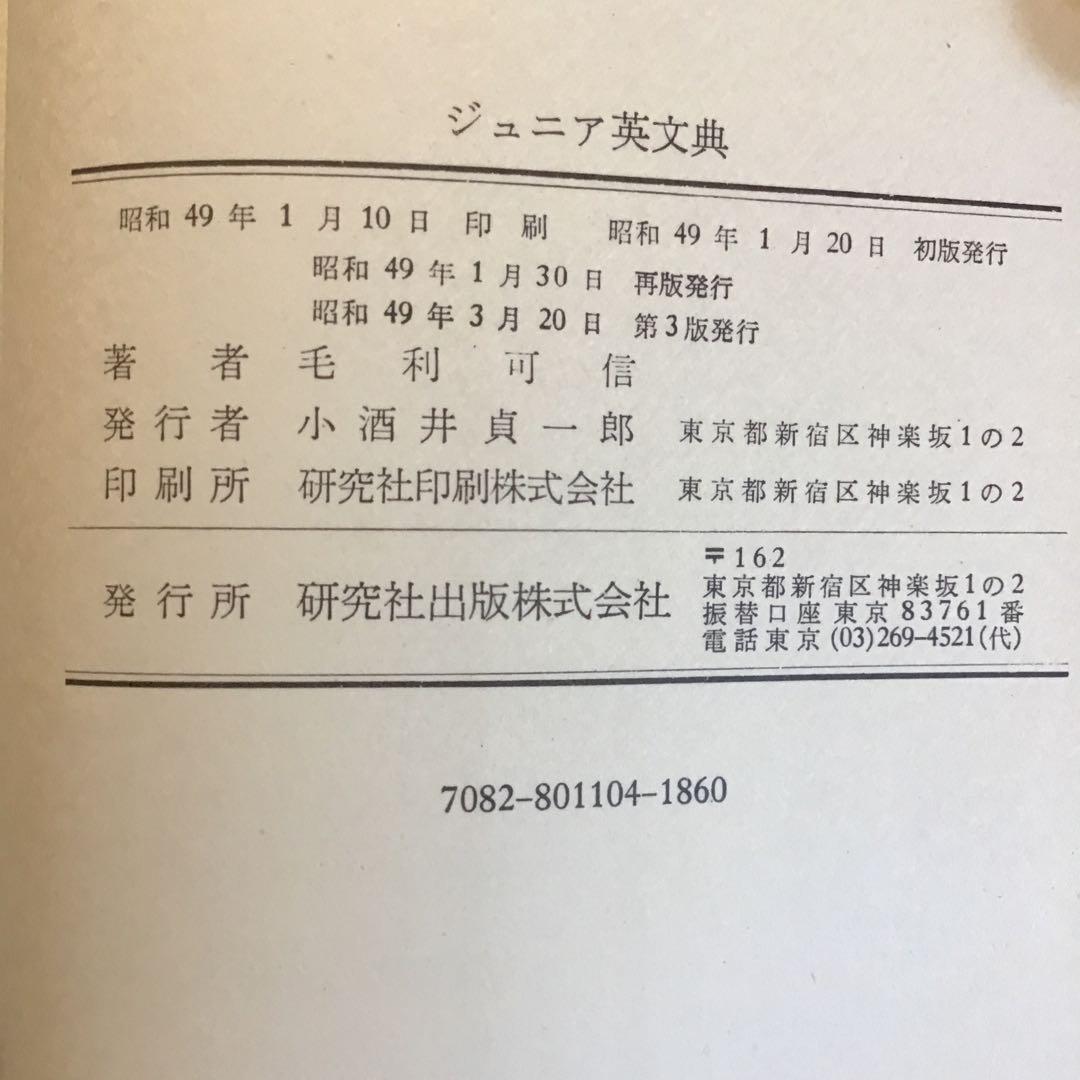 ジュニア英文典
昭和 49 年 1 月 10 日 印 刷 昭和 49 年 1 月 20 日 初版発行
昭和 49 年 1 月 30 日 再版発行
昭和 49 年 3 月 20 日 第3版発行
著 者 毛 利 可 信
発 行 者 小 酒 井 貞 一 郎 東京都新宿区神楽坂1の2
印 刷 所 研究社印刷株式会社 東京都新宿区神楽坂1の2
発 行 所 研究社出版株式会社
〒162
東京都新宿区神楽坂1の2
振替口座 東京 83761 番
電話東京 (03)269-4521(代)
7082-801104-1860